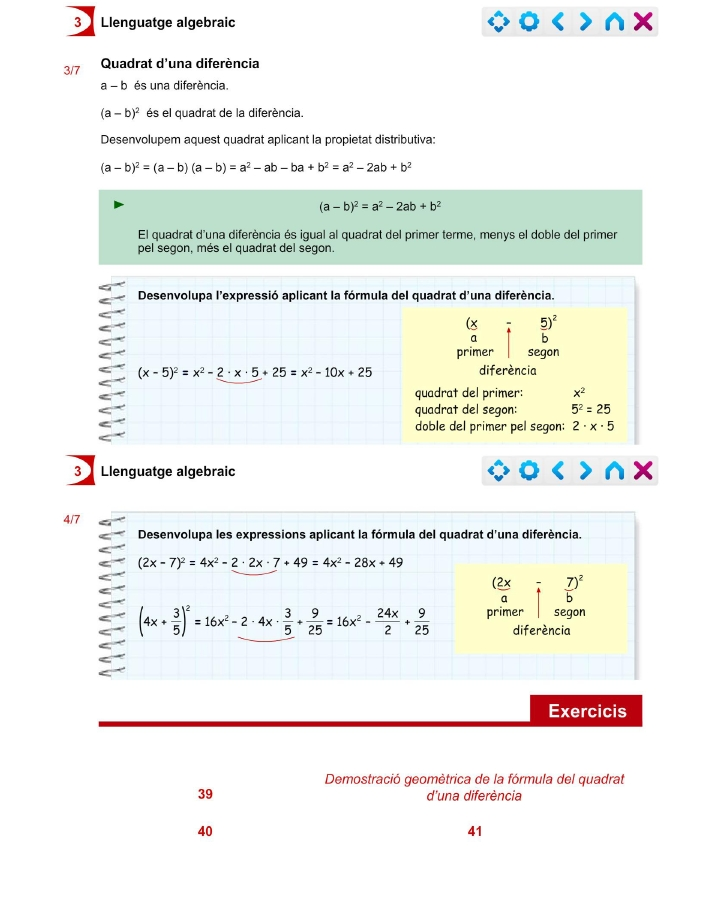 3 Llenguatge algebraic
3/7
Quadrat d’una diferència
a – b és una diferència.
(a – b)² és el quadrat de la diferència.
Desenvolupem aquest quadrat aplicant la propietat distributiva:
(a – b)² = (a – b) (a – b) = a² – ab – ba + b² = a² – 2ab + b²
(a – b)² = a² – 2ab + b²
El quadrat d’una diferència és igual al quadrat del primer terme, menys el doble del primer
pel segon, més el quadrat del segon.
Desenvolupa l’expressió aplicant la fórmula del quadrat d’una diferència.
(x – 5)² = x² – 2 · x · 5 + 25 = x² – 10x + 25
(x - 5)²
a b
primer segon
diferència
quadrat del primer: x²
quadrat del segon: 5² = 25
doble del primer pel segon: 2 · x · 5
3 Llenguatge algebraic
4/7
Desenvolupa les expressions aplicant la fórmula del quadrat d’una diferència.
(2x – 7)² = 4x² – 2 · 2x · 7 + 49 = 4x² – 28x + 49
(4x + 3/5)² = 16x² – 2 · 4x · 3/5 + 9/25 = 16x² – 24x/2 + 9/25
(2x - 7)²
a b
primer segon
diferència
Exercicis
Demostració geomètrica de la fórmula del quadrat
d’una diferència
39
40 41